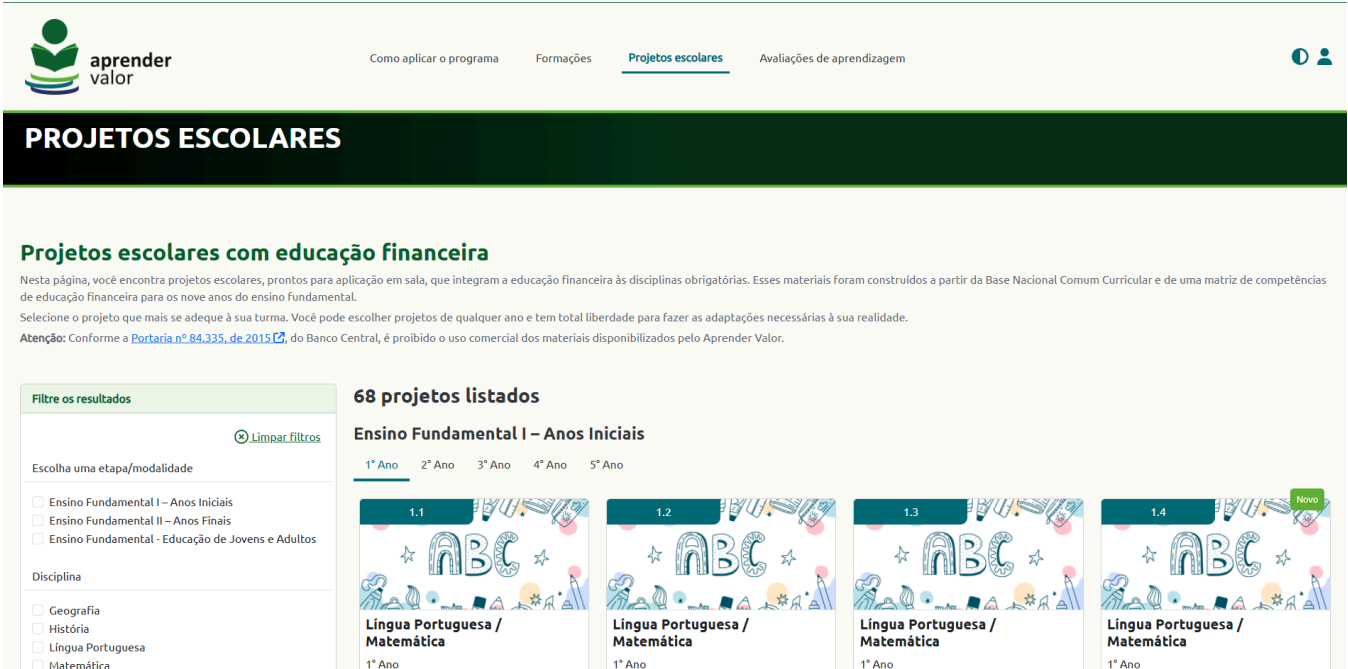 aprender
valor
Como aplicar o programa
Formações
Projetos escolares
Avaliações de aprendizagem
PROJETOS ESCOLARES
Projetos escolares com educação financeira
Nesta página, você encontra projetos escolares, prontos para aplicação em sala, que integram a educação financeira às disciplinas obrigatórias. Esses materiais foram construídos a partir da Base Nacional Comum Curricular e de uma matriz de competências
de educação financeira para os nove anos do ensino fundamental.
Selecione o projeto que mais se adeque à sua turma. Você pode escolher projetos de qualquer ano e tem total liberdade para fazer as adaptações necessárias à sua realidade.
Atenção: Conforme a Portaria nº 84.335, de 2015, do Banco Central, é proibido o uso comercial dos materiais disponibilizados pelo Aprender Valor.
Filtre os resultados
Limpar filtros
Escolha uma etapa/modalidade
Ensino Fundamental I – Anos Iniciais
Ensino Fundamental II – Anos Finais
Ensino Fundamental - Educação de Jovens e Adultos
Disciplina
Geografia
História
Língua Portuguesa
Matemática
68 projetos listados
Ensino Fundamental I – Anos Iniciais
1° Ano 2° Ano 3° Ano 4° Ano 5° Ano
1.1
ABC
Língua Portuguesa /
Matemática
1° Ano
1.2
ABC
Língua Portuguesa /
Matemática
1° Ano
1.3
ABC
Língua Portuguesa /
Matemática
1° Ano
1.4
Novo
ABC
Língua Portuguesa /
Matemática
1° Ano